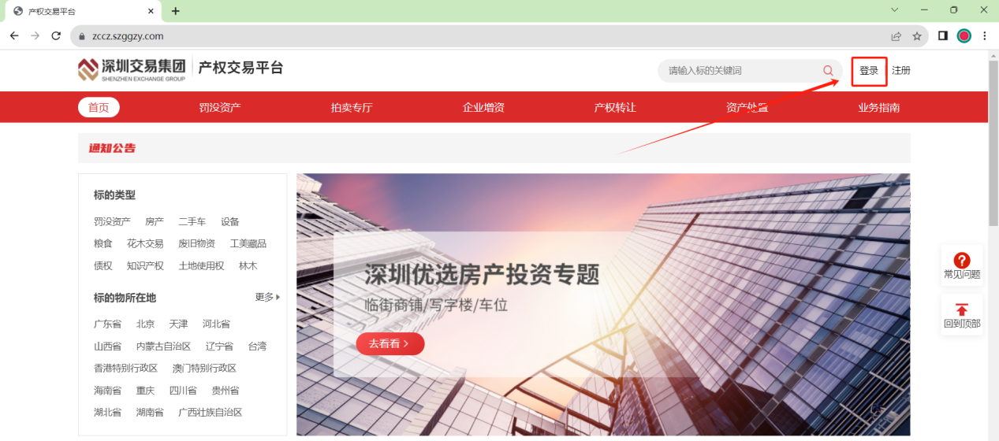 产权交易平台
zccz.szggzy.com
深圳交易集团 产权交易平台
SHENZHEN EXCHANGE GROUP
请输入标的关键词
登录 注册
首页 罚没资产 拍卖专厅 企业增资 产权转让 资产处置 业务指南
通知公告
标的类型
罚没资产 房产 二手车 设备
粮食 花木交易 废旧物资 工美藏品
债权 知识产权 土地使用权 林木
标的物所在地 更多
广东省 北京 天津 河北省
山西省 内蒙古自治区 辽宁省 台湾
香港特别行政区 澳门特别行政区
海南省 重庆 四川省 贵州省
湖北省 湖南省 广西壮族自治区
深圳优选房产投资专题
临街商铺/写字楼/车位
去看看
常见问题
回到顶部